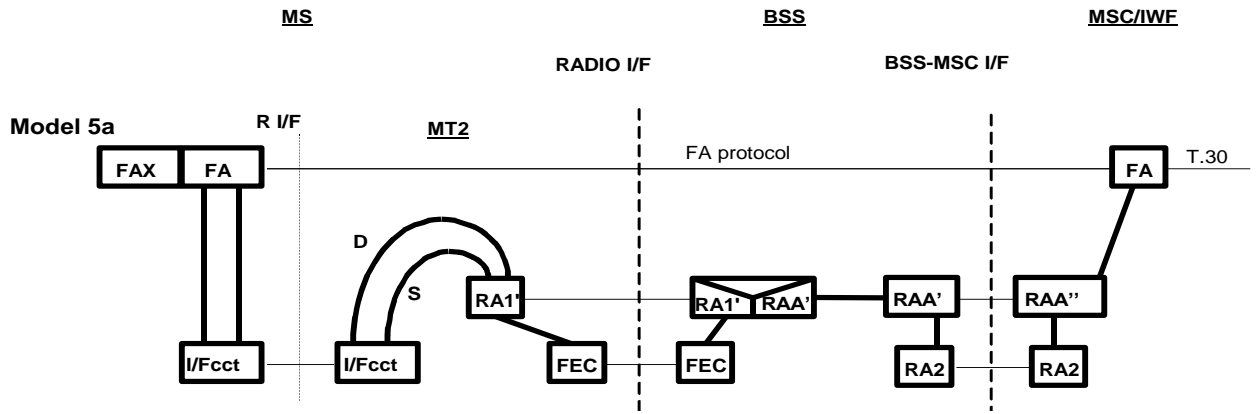 MS
BSS
MSC/IWF
RADIO I/F
BSS-MSC I/F
Model 5a
R I/F
MT2
FAX
FA
FA protocol
FA
T.30
D
S
RA1'
RA1'
RAA'
RAA'
RAA''
I/Fcct
I/Fcct
FEC
FEC
RA2
RA2